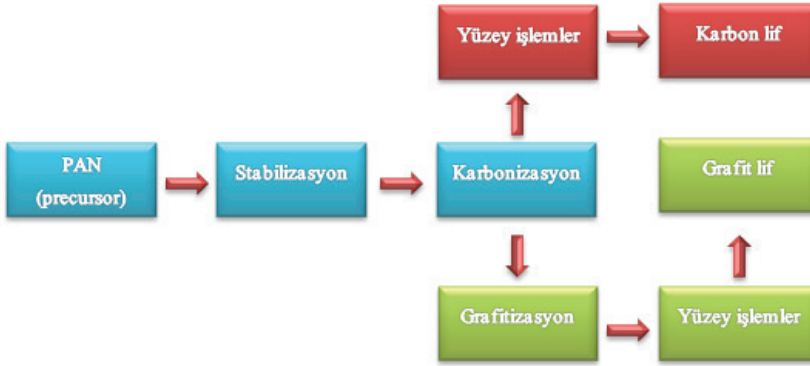 Yüzey işlemler
Karbon lif
PAN
(precursor)
Stabilizasyon
Karbonizasyon
Grafit lif
Grafitizasyon
Yüzey işlemler